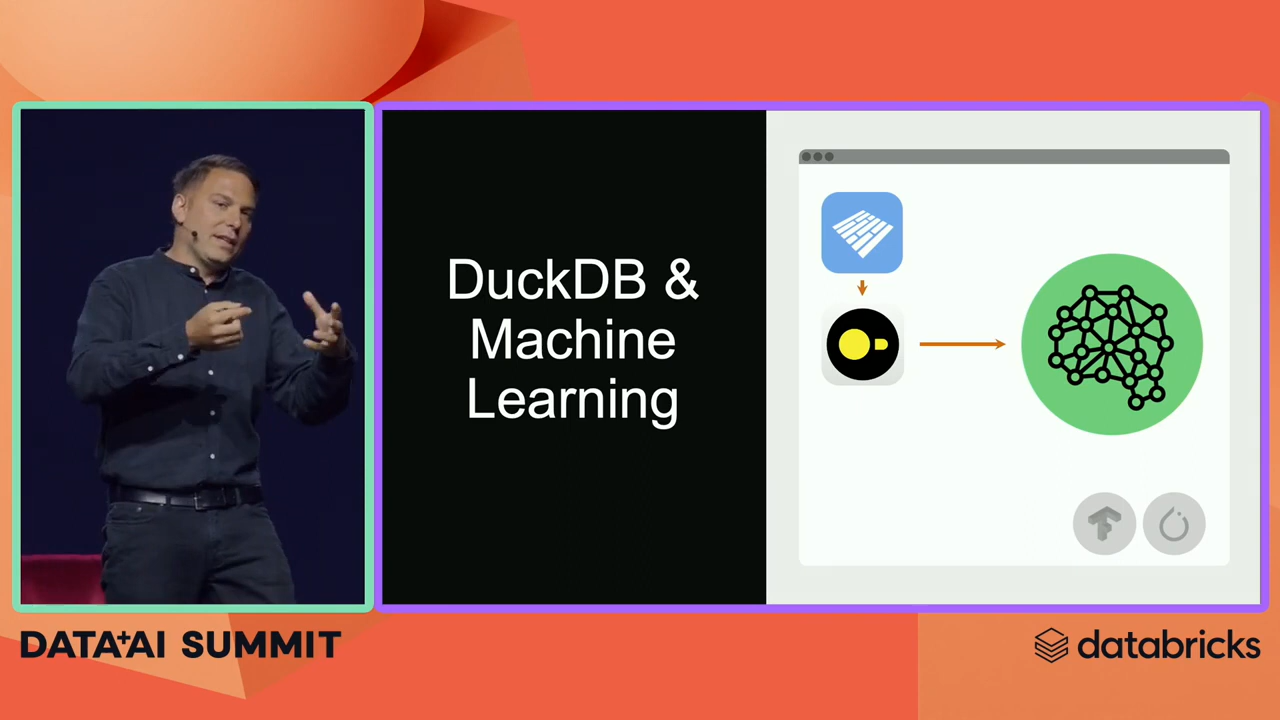 DuckDB &
Machine
Learning
DATA+AI SUMMIT
databricks